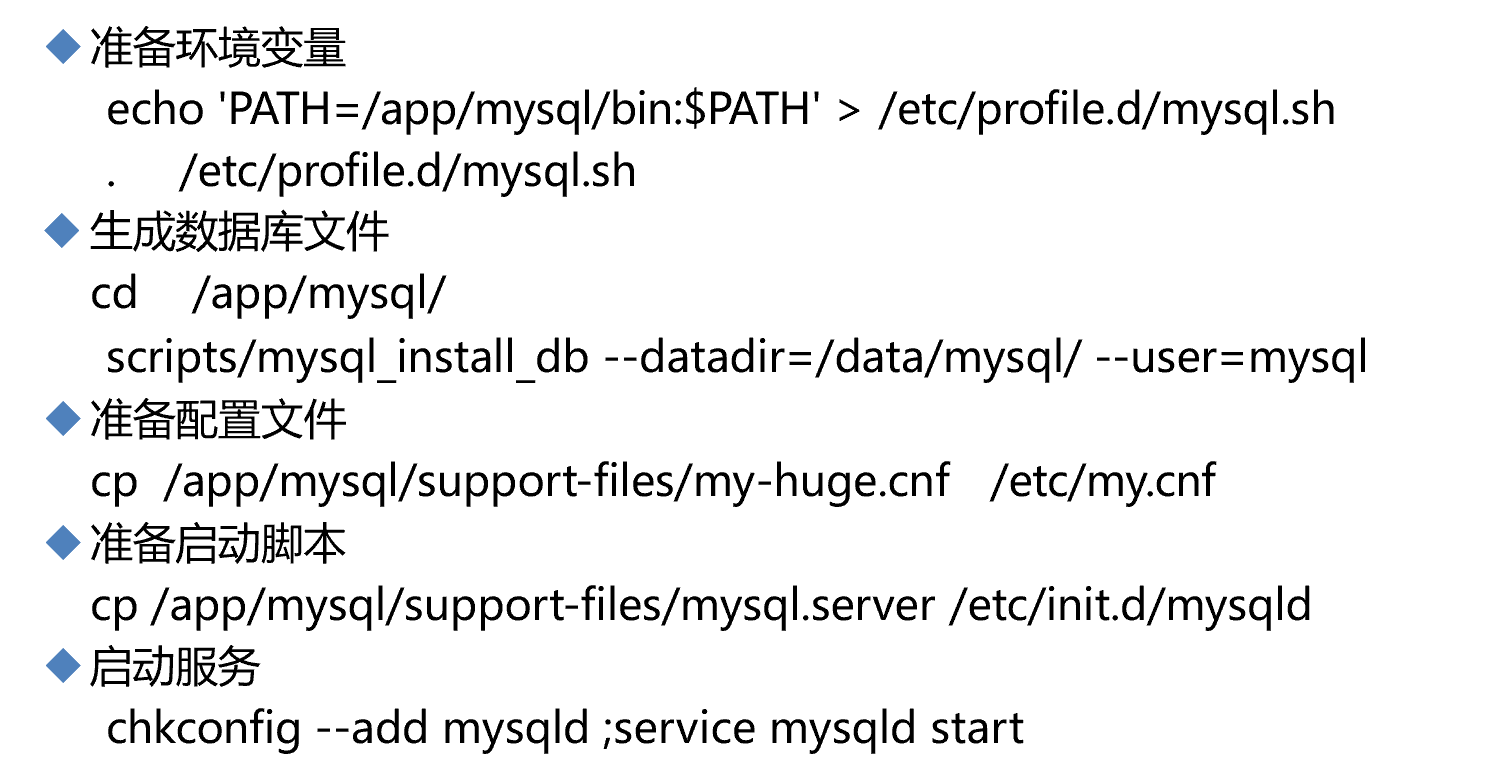 准备环境变量
echo 'PATH=/app/mysql/bin:$PATH' > /etc/profile.d/mysql.sh
. /etc/profile.d/mysql.sh
生成数据库文件
cd /app/mysql/
scripts/mysql_install_db --datadir=/data/mysql/ --user=mysql
准备配置文件
cp /app/mysql/support-files/my-huge.cnf /etc/my.cnf
准备启动脚本
cp /app/mysql/support-files/mysql.server /etc/init.d/mysqld
启动服务
chkconfig --add mysqld ;service mysqld start